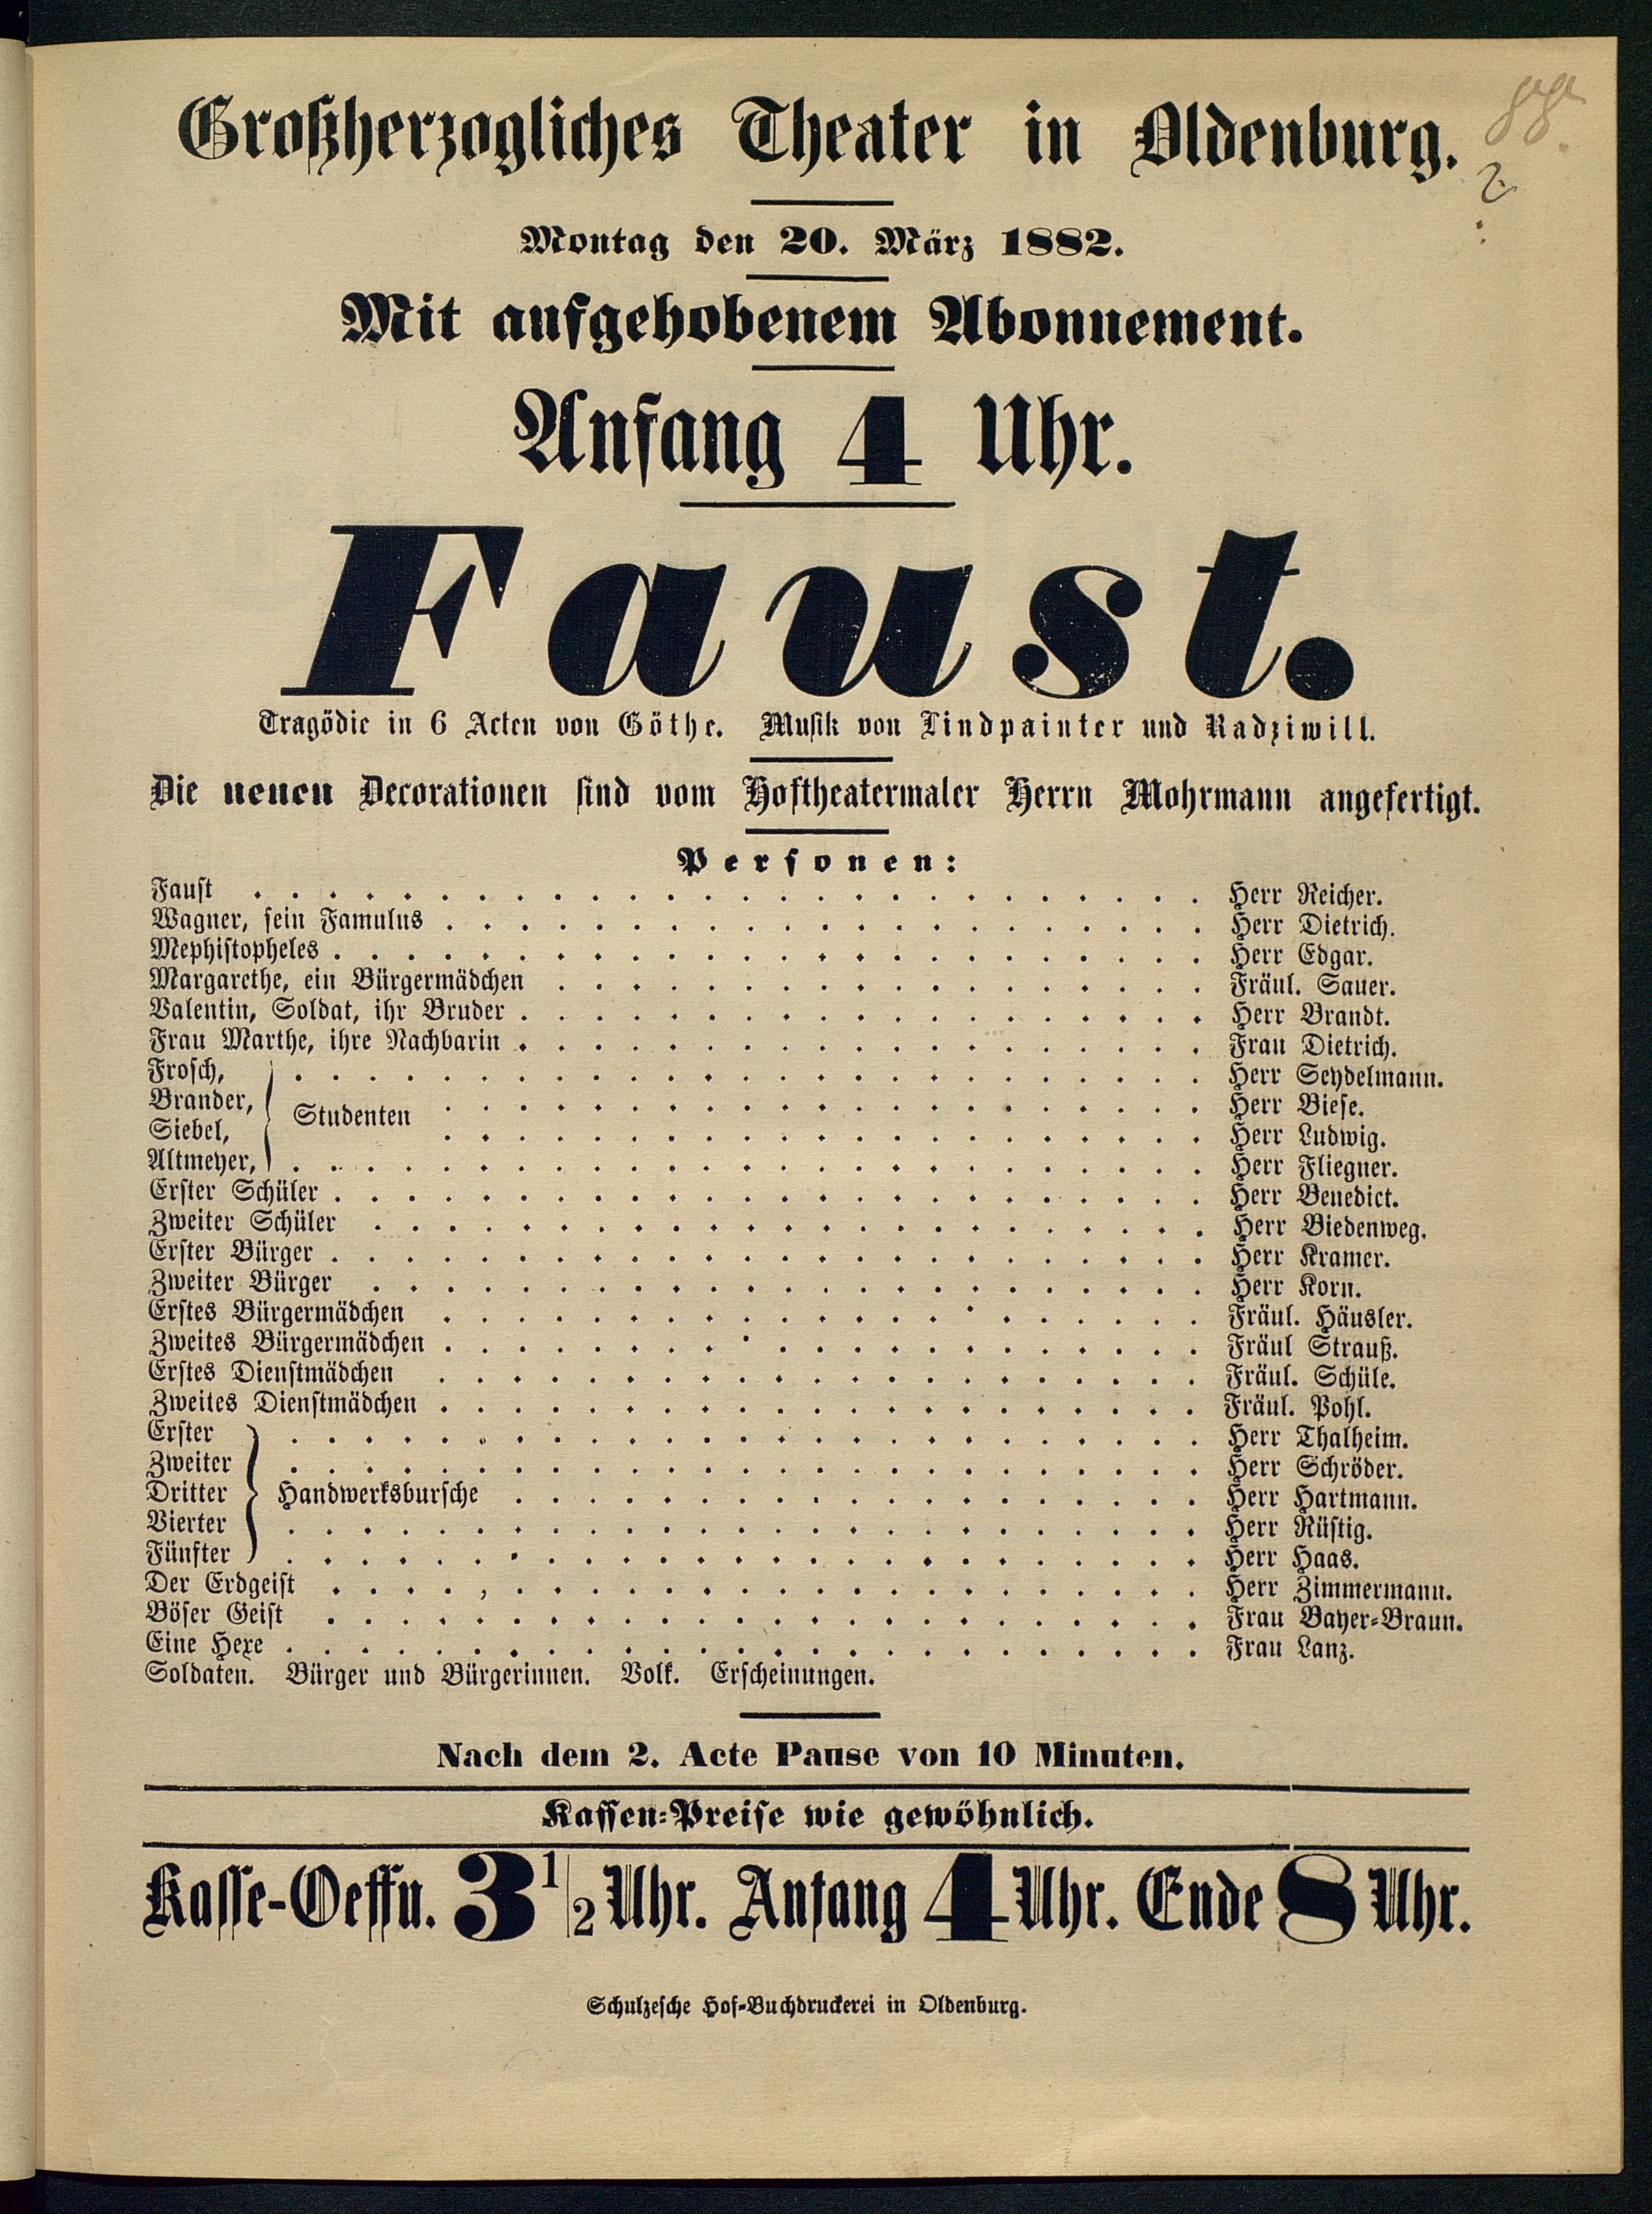 Großherzogliches Theater in Oldenburg.
Montag den 20. März 1882.
Mit aufgehobenem Abonnement.
Anfang 4 Uhr.
Faust.
Tragödie in 6 Acten von Göthe. Musik von Lindpainter und Radziwill.
Die neuen Decorationen sind vom Hoftheatermaler Herrn Mohrmann angefertigt.
Personen:
Faust . . . Herr Reicher.
Wagner, sein Famulus . . . Herr Dietrich.
Mephistopheles . . . Herr Edgar.
Margarethe, ein Bürgermädchen . . . Fräul. Sauer.
Valentin, Soldat, ihr Bruder . . . Herr Brandt.
Frau Marthe, ihre Nachbarin . . . Frau Dietrich.
Frosch, . . . Herr Seydelmann.
Brander, . . . Herr Biese.
Studenten
Siebel, . . . Herr Ludwig.
Altmeyer, . . . Herr Fliegner.
Erster Schüler . . . Herr Benedict.
Zweiter Schüler . . . Herr Biedenweg.
Erster Bürger . . . Herr Kramer.
Zweiter Bürger . . . Herr Korn.
Erstes Bürgermädchen . . . Fräul. Häusler.
Zweites Bürgermädchen . . . Fräul Strauß.
Erstes Dienstmädchen . . . Fräul. Schüle.
Zweites Dienstmädchen . . . Fräul. Pohl.
Erster . . . Herr Thalheim.
Zweiter . . . Herr Schröder.
Dritter Handwerksbursche . . . Herr Hartmann.
Vierter . . . Herr Rüstig.
Fünfter . . . Herr Haas.
Der Erdgeist . . . Herr Zimmermann.
Böser Geist . . . Frau Bayer-Braun.
Eine Hexe . . . Frau Lanz.
Soldaten. Bürger und Bürgerinnen. Volk. Erscheinungen.
Nach dem 2. Acte Pause von 10 Minuten.
Kassen-Preise wie gewöhnlich.
Kasse-Oeffn. 3 1/2 Uhr. Anfang 4 Uhr. Ende 8 Uhr.
Schulzesche Hof-Buchdruckerei in Oldenburg.